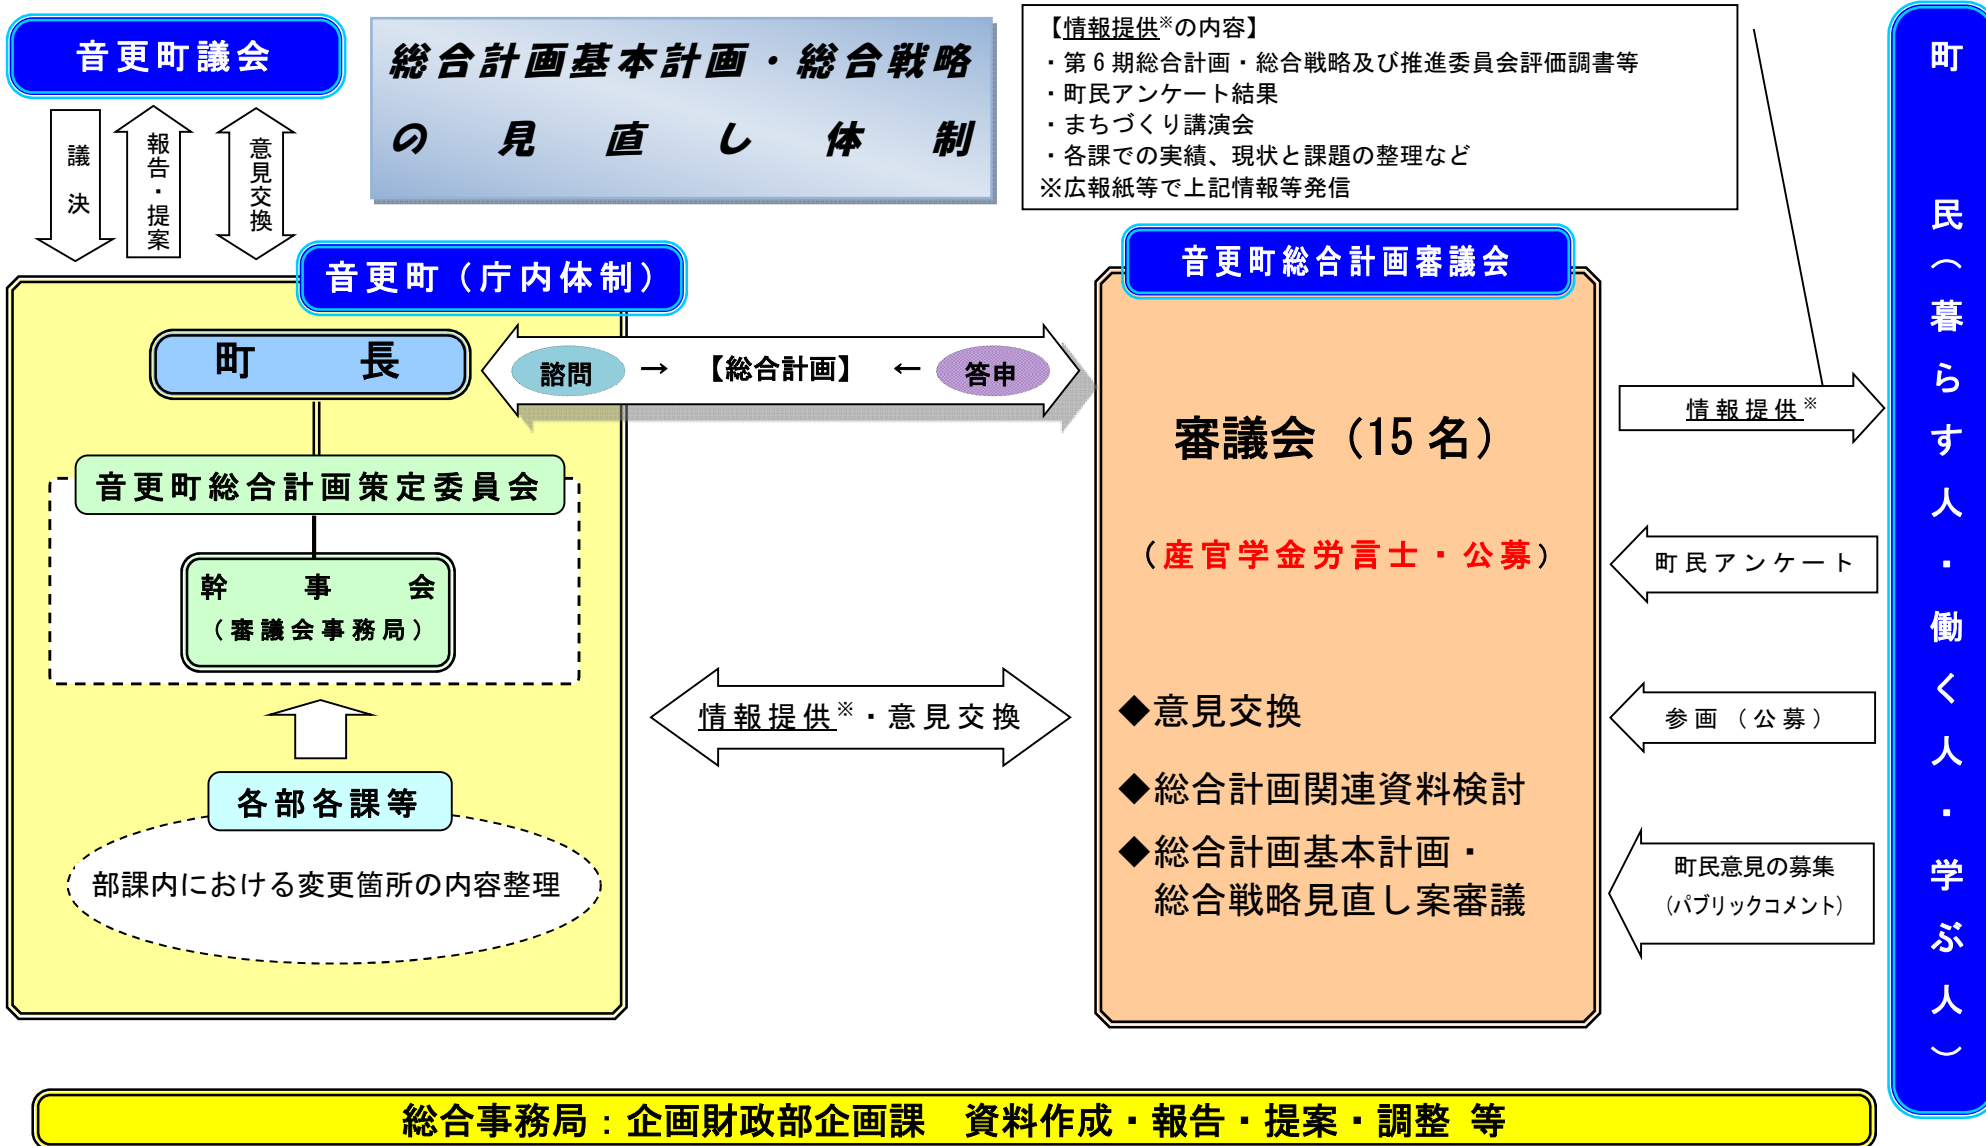 音更町議会
総合計画基本計画・総合戦略
の見直し体制
【情報提供※の内容】
・第6期総合計画・総合戦略及び推進委員会評価調書等
・町民アンケート結果
・まちづくり講演会
・各課での実績、現状と課題の整理など
※広報紙等で上記情報等発信
議決
報告・提案
意見交換
音更町（庁内体制）
町長
諮問 → 【総合計画】 ← 答申
音更町総合計画策定委員会
幹事会
（審議会事務局）
各部各課等
部課内における変更箇所の内容整理
情報提供※・意見交換
音更町総合計画審議会
審議会（15名）
（産官学金労言士・公募）
◆意見交換
◆総合計画関連資料検討
◆総合計画基本計画・
総合戦略見直し案審議
情報提供※
町民アンケート
参画（公募）
町民意見の募集
（パブリックコメント）
町民（暮らす人・働く人・学ぶ人）
総合事務局：企画財政部企画課　資料作成・報告・提案・調整 等